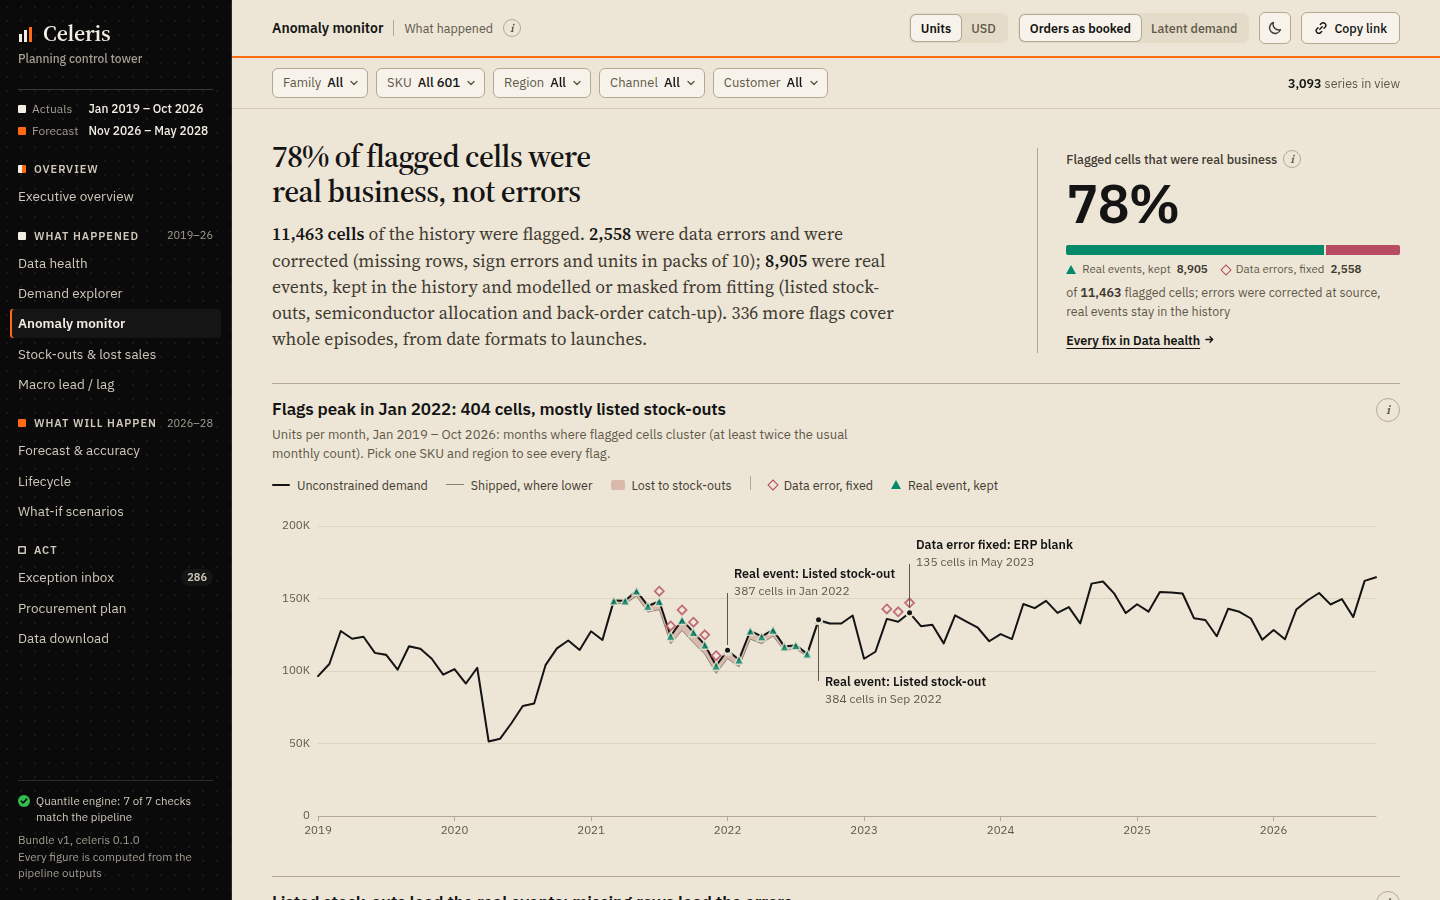 Celeris
Planning control tower
Actuals Jan 2019 – Oct 2026
Forecast Nov 2026 – May 2028
OVERVIEW
Executive overview
WHAT HAPPENED 2019–26
Data health
Demand explorer
Anomaly monitor
Stock-outs & lost sales
Macro lead / lag
WHAT WILL HAPPEN 2026–28
Forecast & accuracy
Lifecycle
What-if scenarios
ACT
Exception inbox 286
Procurement plan
Data download
Quantile engine: 7 of 7 checks
match the pipeline
Bundle v1, celeris 0.1.0
Every figure is computed from the
pipeline outputs
Anomaly monitor What happened i
Units USD Orders as booked Latent demand Copy link
Family All SKU All 601 Region All Channel All Customer All 3,093 series in view
78% of flagged cells were
real business, not errors
11,463 cells of the history were flagged. 2,558 were data errors and were
corrected (missing rows, sign errors and units in packs of 10); 8,905 were real
events, kept in the history and modelled or masked from fitting (listed stock-
outs, semiconductor allocation and back-order catch-up). 336 more flags cover
whole episodes, from date formats to launches.
Flagged cells that were real business i
78%
Real events, kept 8,905 Data errors, fixed 2,558
of 11,463 flagged cells; errors were corrected at source,
real events stay in the history
Every fix in Data health →
Flags peak in Jan 2022: 404 cells, mostly listed stock-outs i
Units per month, Jan 2019 – Oct 2026: months where flagged cells cluster (at least twice the usual
monthly count). Pick one SKU and region to see every flag.
Unconstrained demand Shipped, where lower Lost to stock-outs Data error, fixed Real event, kept
200K
150K
100K
50K
0
Data error fixed: ERP blank
135 cells in May 2023
Real event: Listed stock-out
387 cells in Jan 2022
Real event: Listed stock-out
384 cells in Sep 2022
2019 2020 2021 2022 2023 2024 2025 2026
Listed stock-outs lead the real events; missing rows lead the errors